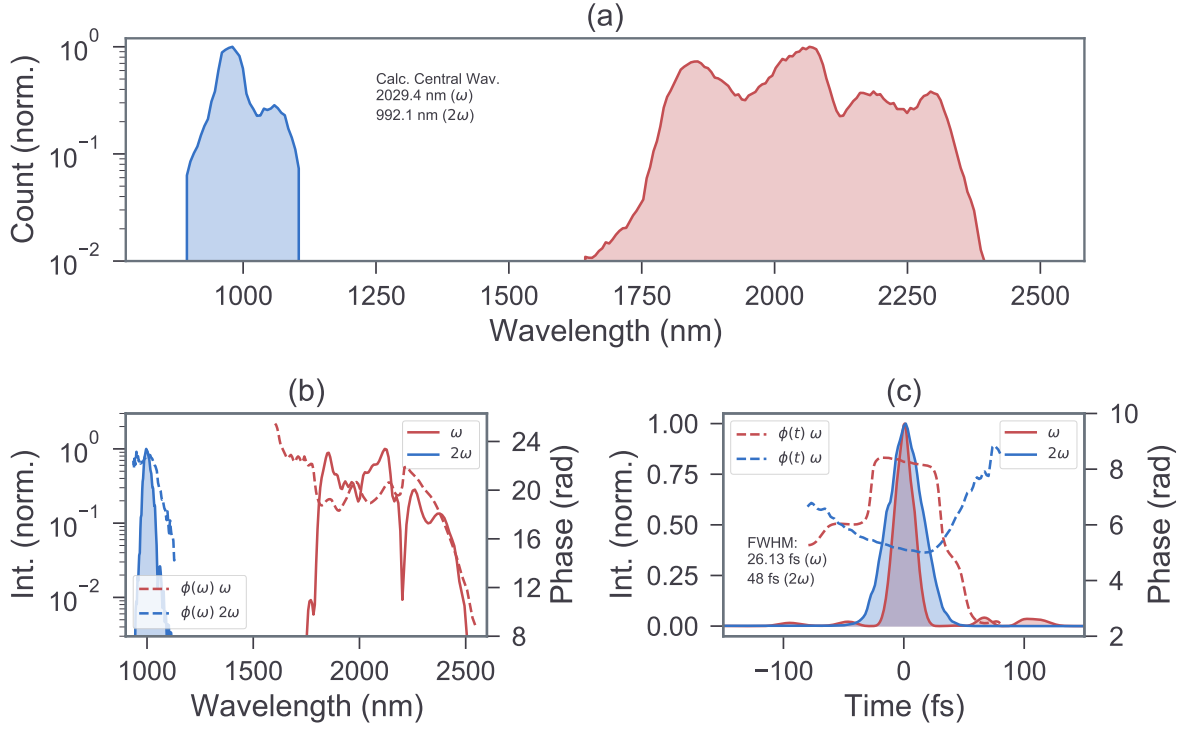 (a)
Count (norm.)
10^0
10^−1
10^−2
Calc. Central Wav.
2029.4 nm (ω)
992.1 nm (2ω)
1000 1250 1500 1750 2000 2250 2500
Wavelength (nm)
(b)
Int. (norm.)
10^0
10^−1
10^−2
ω
2ω
ϕ(ω) ω
ϕ(ω) 2ω
24
20
16
12
8
Phase (rad)
1000 1500 2000 2500
Wavelength (nm)
(c)
Int. (norm.)
1.00
0.75
0.50
0.25
0.00
ϕ(t) ω
ϕ(t) ω
ω
2ω
FWHM:
26.13 fs (ω)
48 fs (2ω)
10
8
6
4
2
Phase (rad)
−100 0 100
Time (fs)